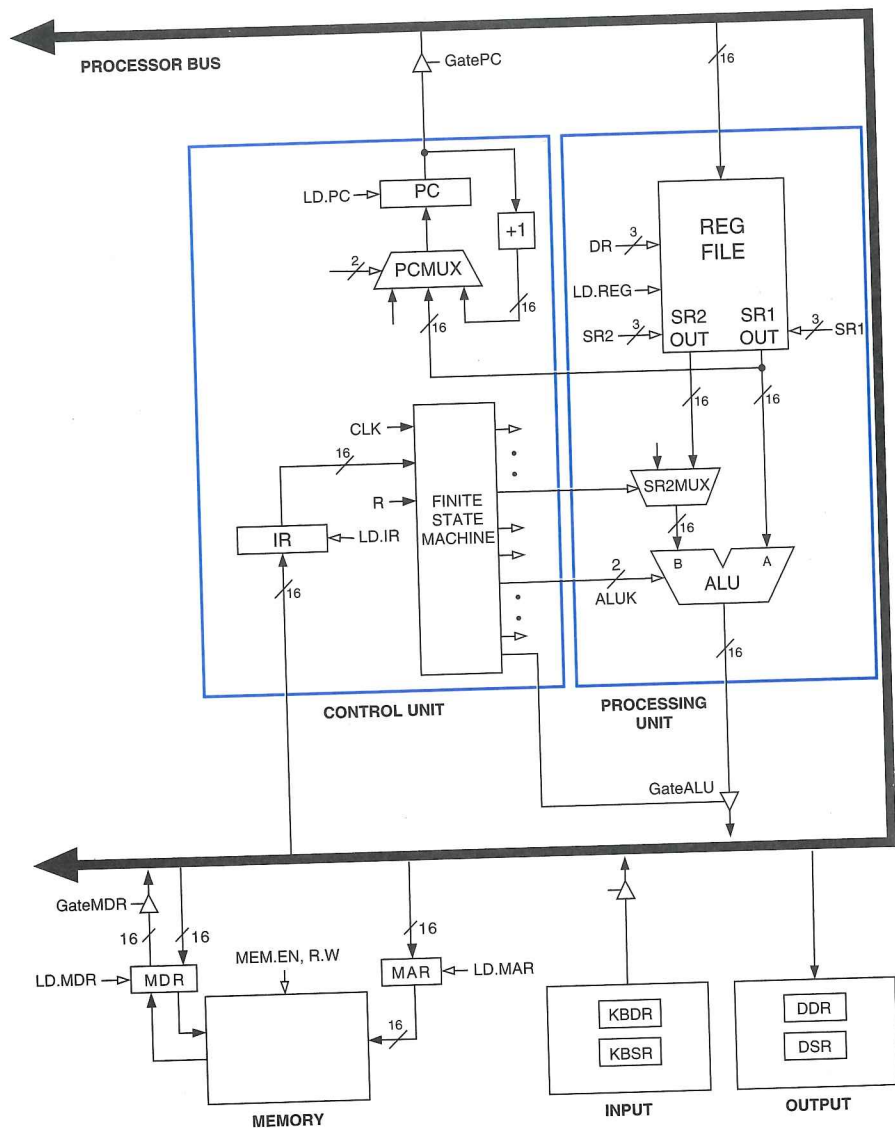 PROCESSOR BUS
GatePC
16
LD.PC
PC
+1
2
PCMUX
16
16
REG
FILE
DR
3
LD.REG
SR2
3
SR2
OUT
SR1
OUT
3
SR1
16
16
CLK
16
R
IR
LD.IR
16
FINITE
STATE
MACHINE
SR2MUX
16
B
A
ALU
2
ALUK
16
CONTROL UNIT
PROCESSING
UNIT
GateALU
GateMDR
16
16
LD.MDR
MDR
MEM.EN, R.W
16
MAR
LD.MAR
16
MEMORY
KBDR
KBSR
INPUT
DDR
DSR
OUTPUT